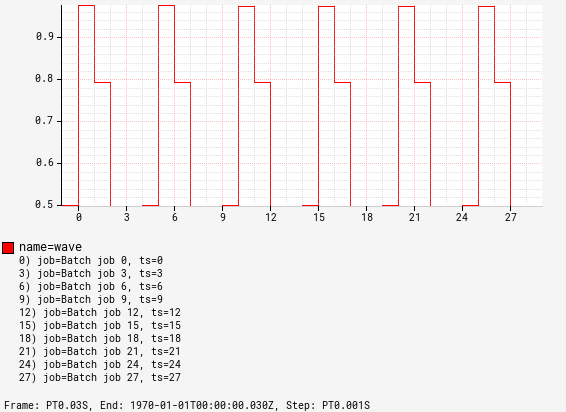 0.9
0.8
0.7
0.6
0.5
0 3 6 9 12 15 18 21 24 27
name=wave
0) job=Batch job 0, ts=0
3) job=Batch job 3, ts=3
6) job=Batch job 6, ts=6
9) job=Batch job 9, ts=9
12) job=Batch job 12, ts=12
15) job=Batch job 15, ts=15
18) job=Batch job 18, ts=18
21) job=Batch job 21, ts=21
24) job=Batch job 24, ts=24
27) job=Batch job 27, ts=27
Frame: PT0.03S, End: 1970-01-01T00:00:00.030Z, Step: PT0.001S